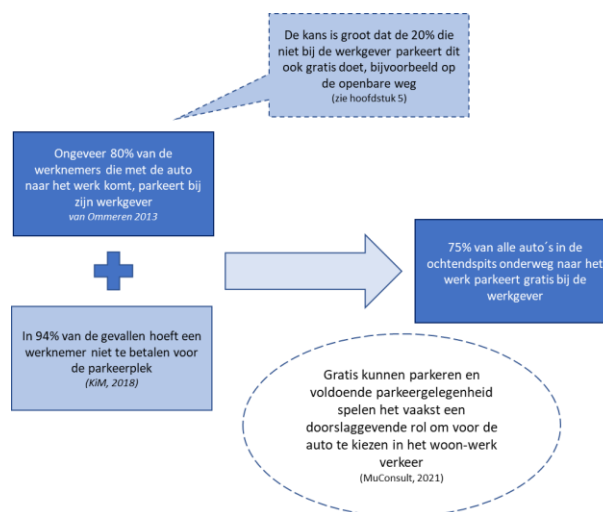 De kans is groot dat de 20% die
niet bij de werkgever parkeert dit
ook gratis doet, bijvoorbeeld op
de openbare weg
(zie hoofdstuk 5)
Ongeveer 80% van de
werknemers die met de auto
naar het werk komt, parkeert bij
zijn werkgever
van Ommeren 2013
75% van alle auto´s in de
ochtendspits onderweg naar het
werk parkeert gratis bij de
werkgever
In 94% van de gevallen hoeft een
werknemer niet te betalen voor
de parkeerplek
(KiM, 2018)
Gratis kunnen parkeren en
voldoende parkeergelegenheid
spelen het vaakst een
doorslaggevende rol om voor de
auto te kiezen in het woon-werk
verkeer
(MuConsult, 2021)